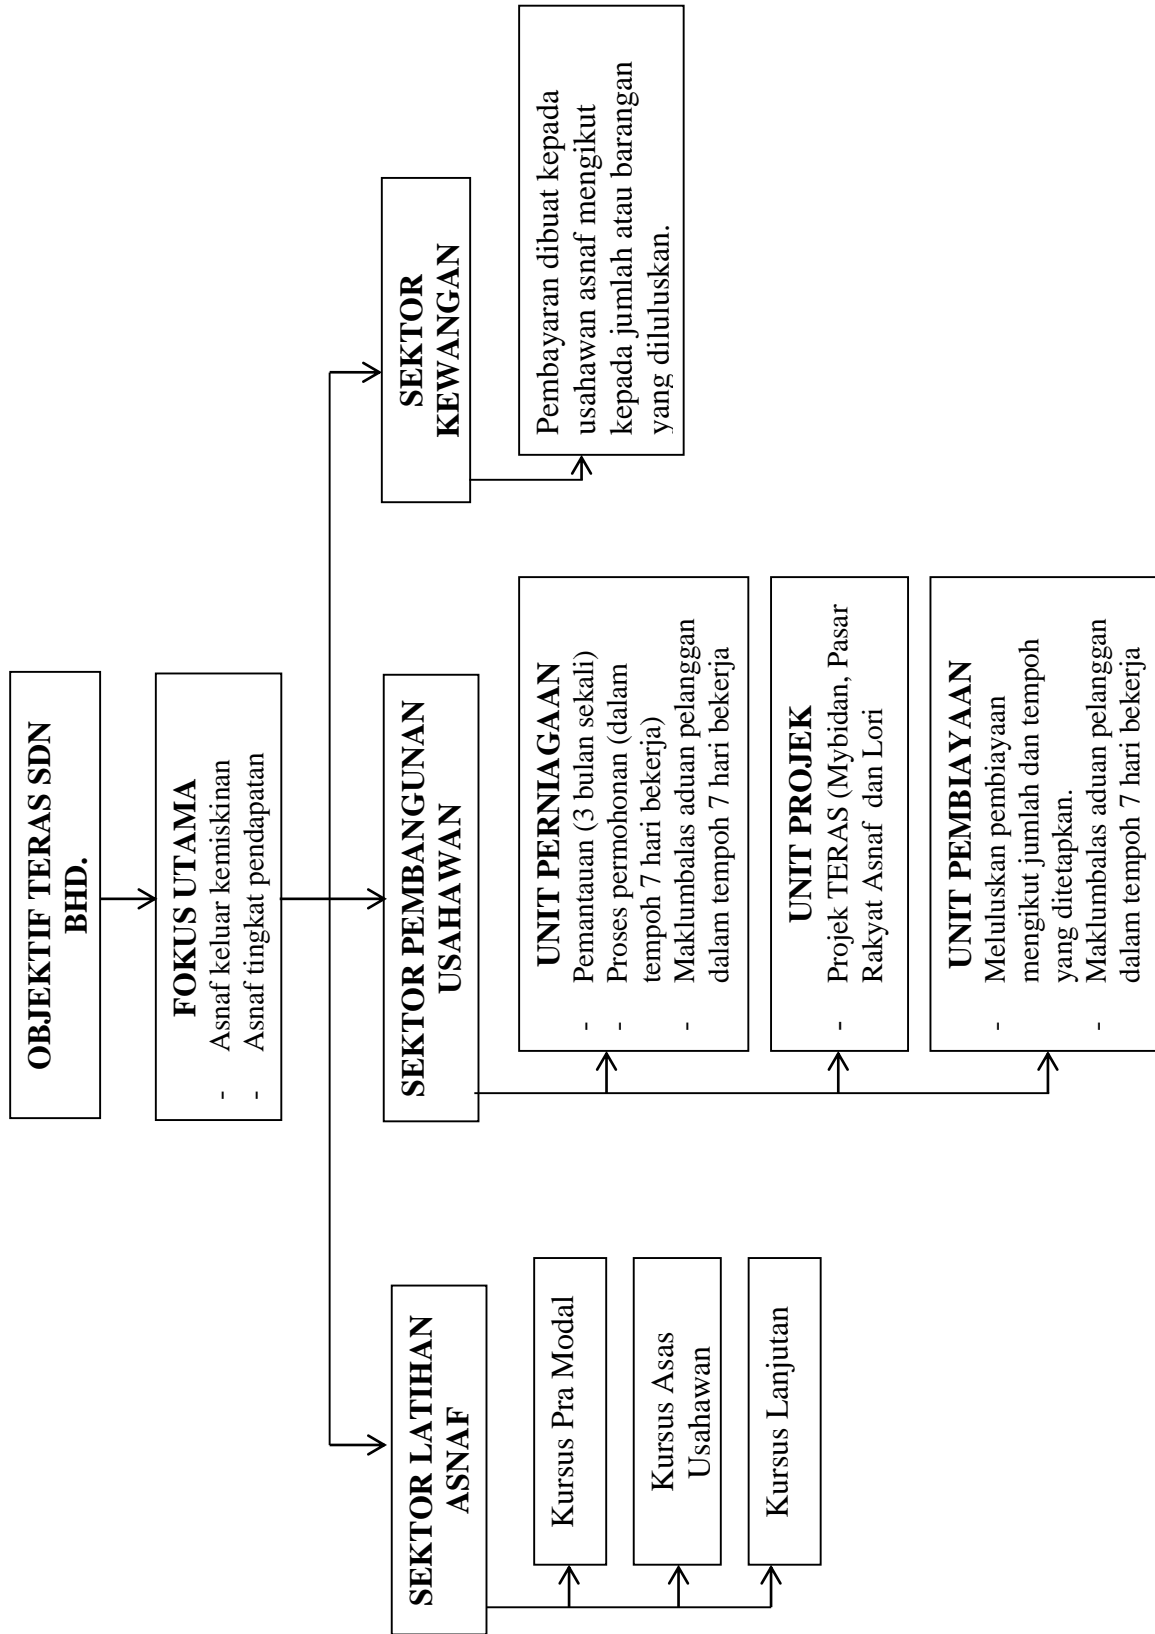 OBJEKTIF TERAS SDN
BHD.
FOKUS UTAMA
- Asnaf keluar kemiskinan
- Asnaf tingkat pendapatan
SEKTOR LATIHAN
ASNAF
Kursus Pra Modal
Kursus Asas
Usahawan
Kursus Lanjutan
SEKTOR PEMBANGUNAN
USAHAWAN
UNIT PERNIAGAAN
- Pemantauan (3 bulan sekali)
- Proses permohonan (dalam
tempoh 7 hari bekerja)
- Maklumbalas aduan pelanggan
dalam tempoh 7 hari bekerja
UNIT PROJEK
- Projek TERAS (Mybidan, Pasar
Rakyat Asnaf dan Lori
UNIT PEMBIAYAAN
- Meluluskan pembiayaan
mengikut jumlah dan tempoh
yang ditetapkan.
- Maklumbalas aduan pelanggan
dalam tempoh 7 hari bekerja
SEKTOR
KEWANGAN
Pembayaran dibuat kepada
usahawan asnaf mengikut
kepada jumlah atau barangan
yang diluluskan.